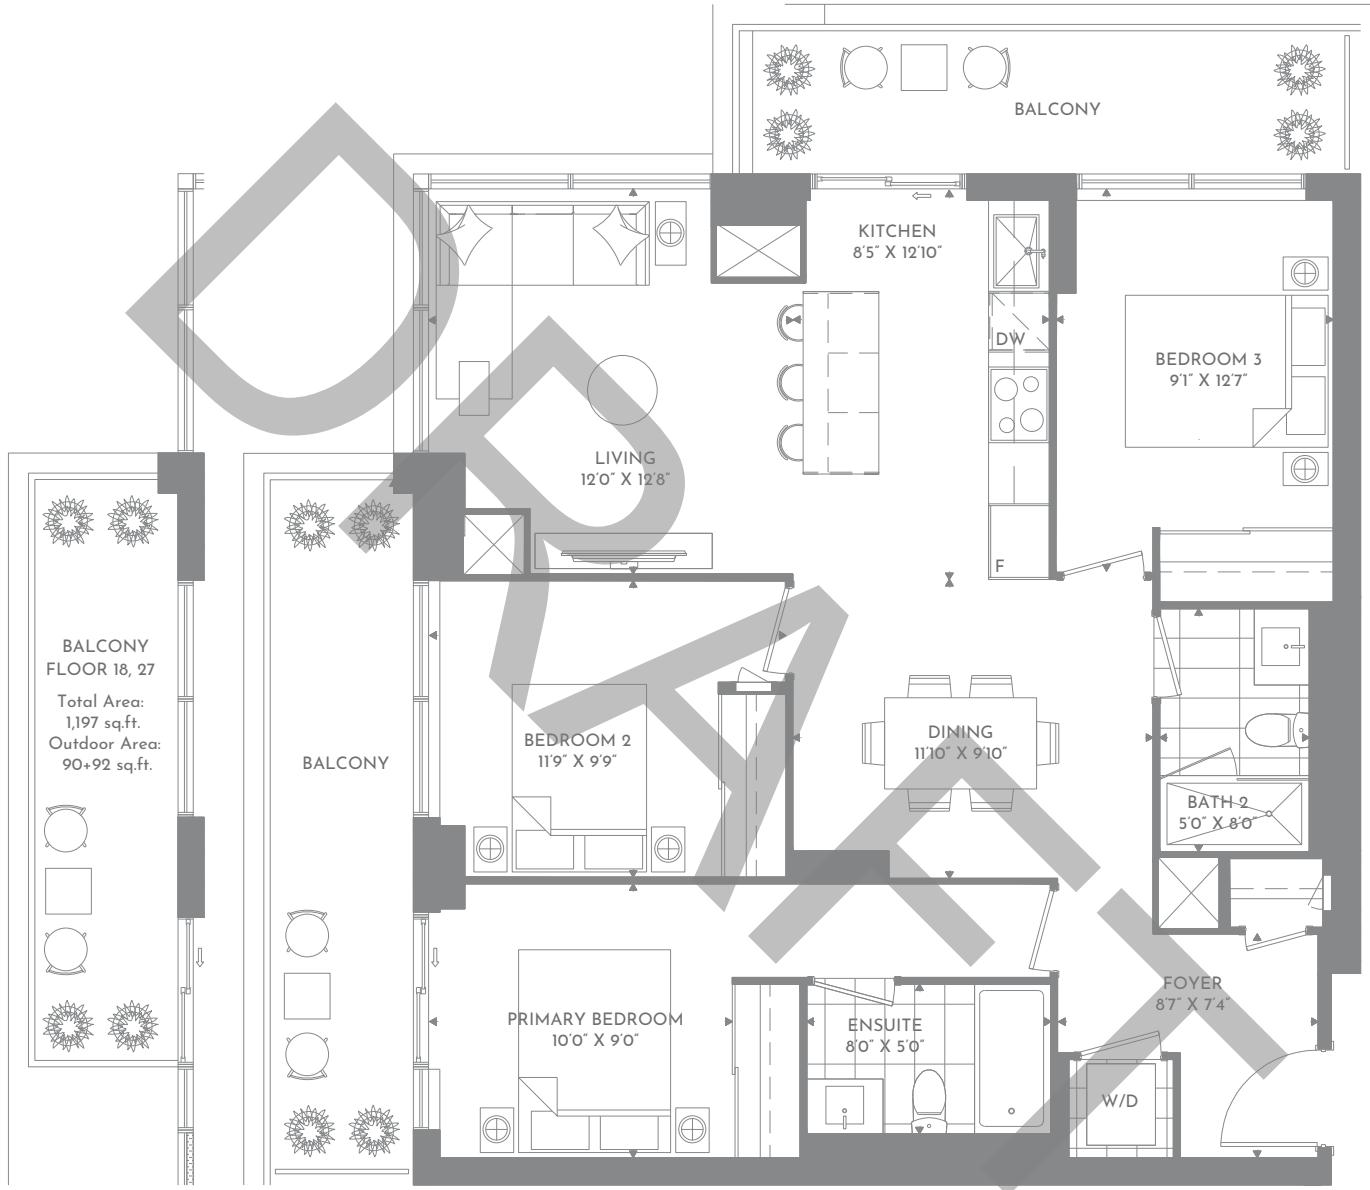 BALCONY
KITCHEN
8'5" X 12'10"
DW
BEDROOM 3
9'1" X 12'7"
LIVING
12'0" X 12'8"
F
BALCONY
FLOOR 18, 27
Total Area:
1,197 sq.ft.
Outdoor Area:
90+92 sq.ft.
BALCONY
BEDROOM 2
11'9" X 9'9"
DINING
11'10" X 9'10"
BATH 2
5'0" X 8'0"
FOYER
8'7" X 7'4"
PRIMARY BEDROOM
10'0" X 9'0"
ENSUITE
8'0" X 5'0"
W/D
DRAFT